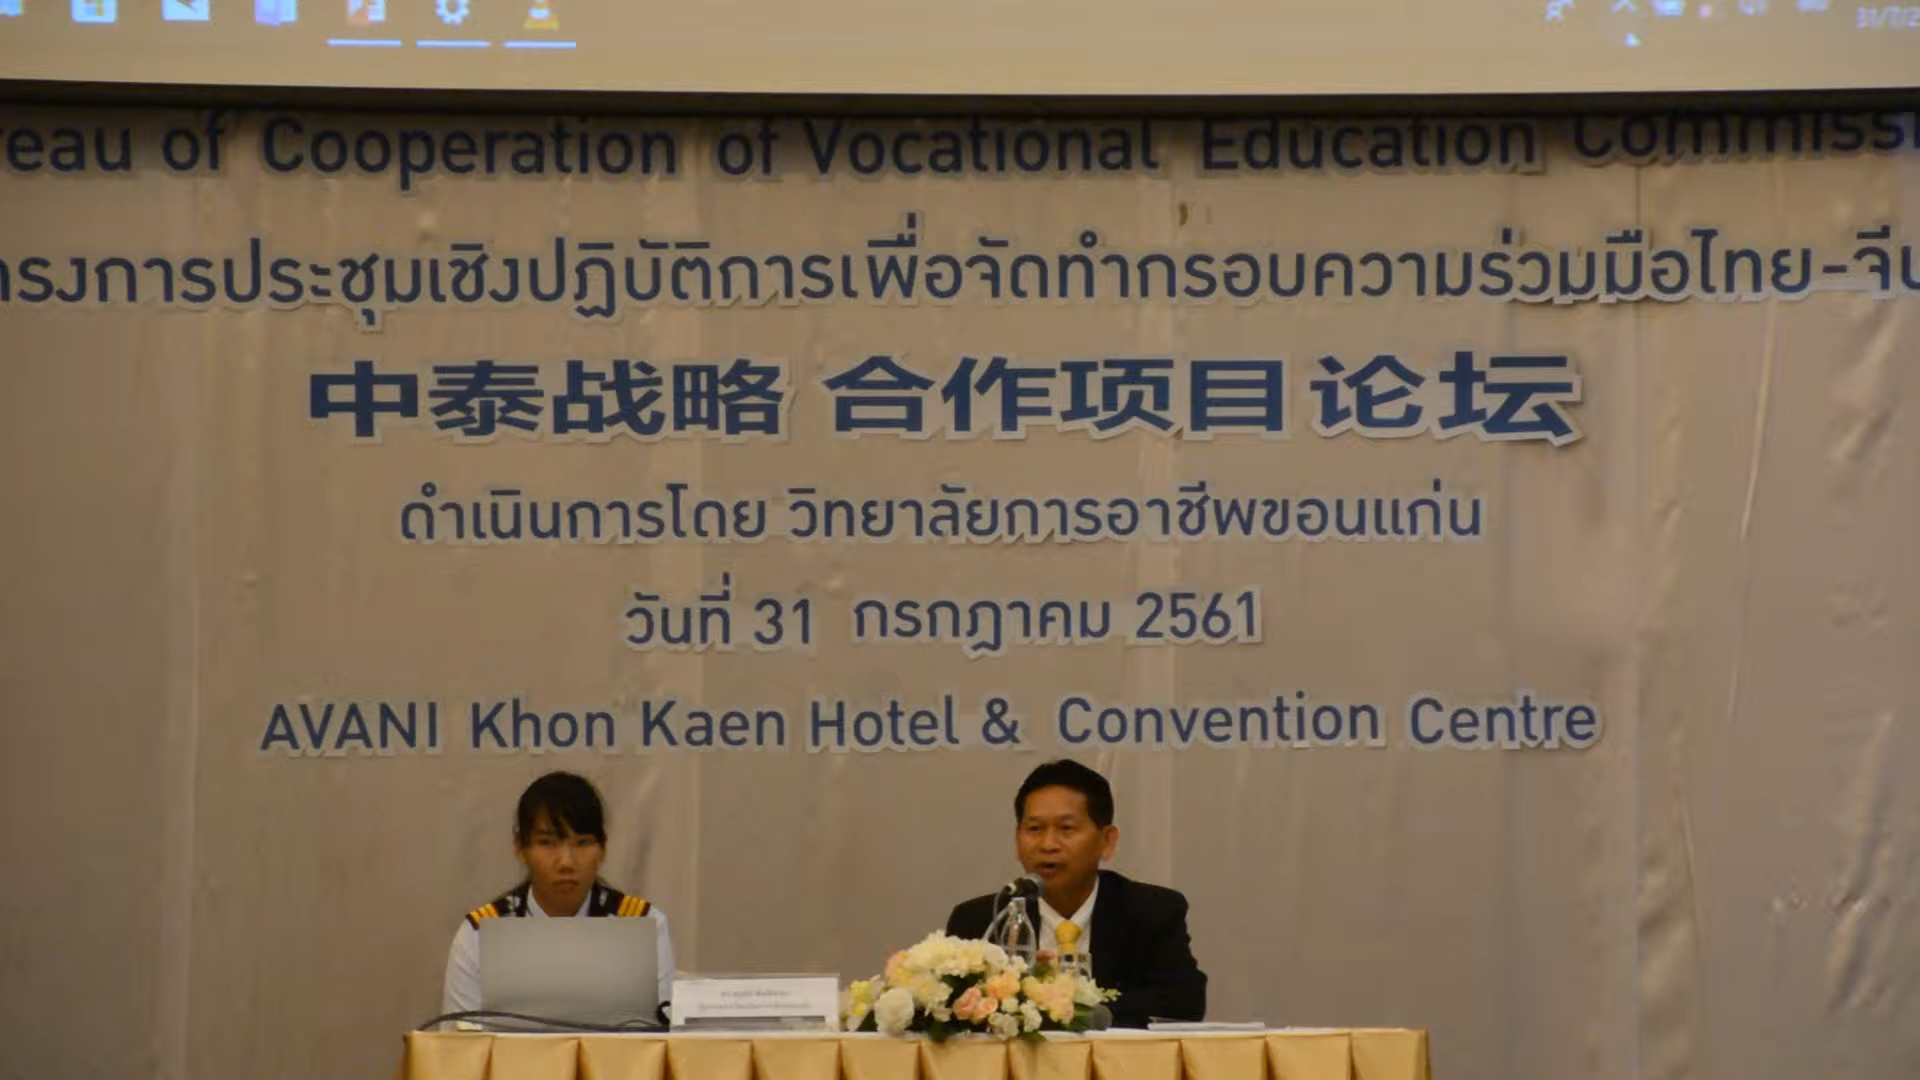 reau of Cooperation of Vocational Education Commissi
โครงการประชุมเชิงปฏิบัติการเพื่อจัดทำกรอบความร่วมมือไทย-จีน
中泰战略 合作项目论坛
ดำเนินการโดย วิทยาลัยการอาชีพขอนแก่น
วันที่ 31 กรกฎาคม 2561
AVANI Khon Kaen Hotel & Convention Centre